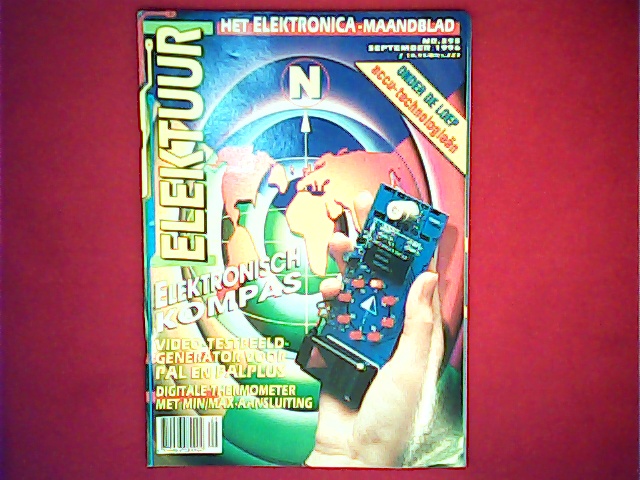 HET ELEKTRONICA-MAANDBLAD
SEPTEMBER 1996
ELEKTUUR
N
ONDER DE LOEP
accu-technologieën
ELEKTRONISCH
KOMPAS
VIDEO-TESTBEELD-
GENERATOR VOOR
PAL EN PALPLUS
DIGITALE THERMOMETER
MET MIN/MAX-AANSLUITING